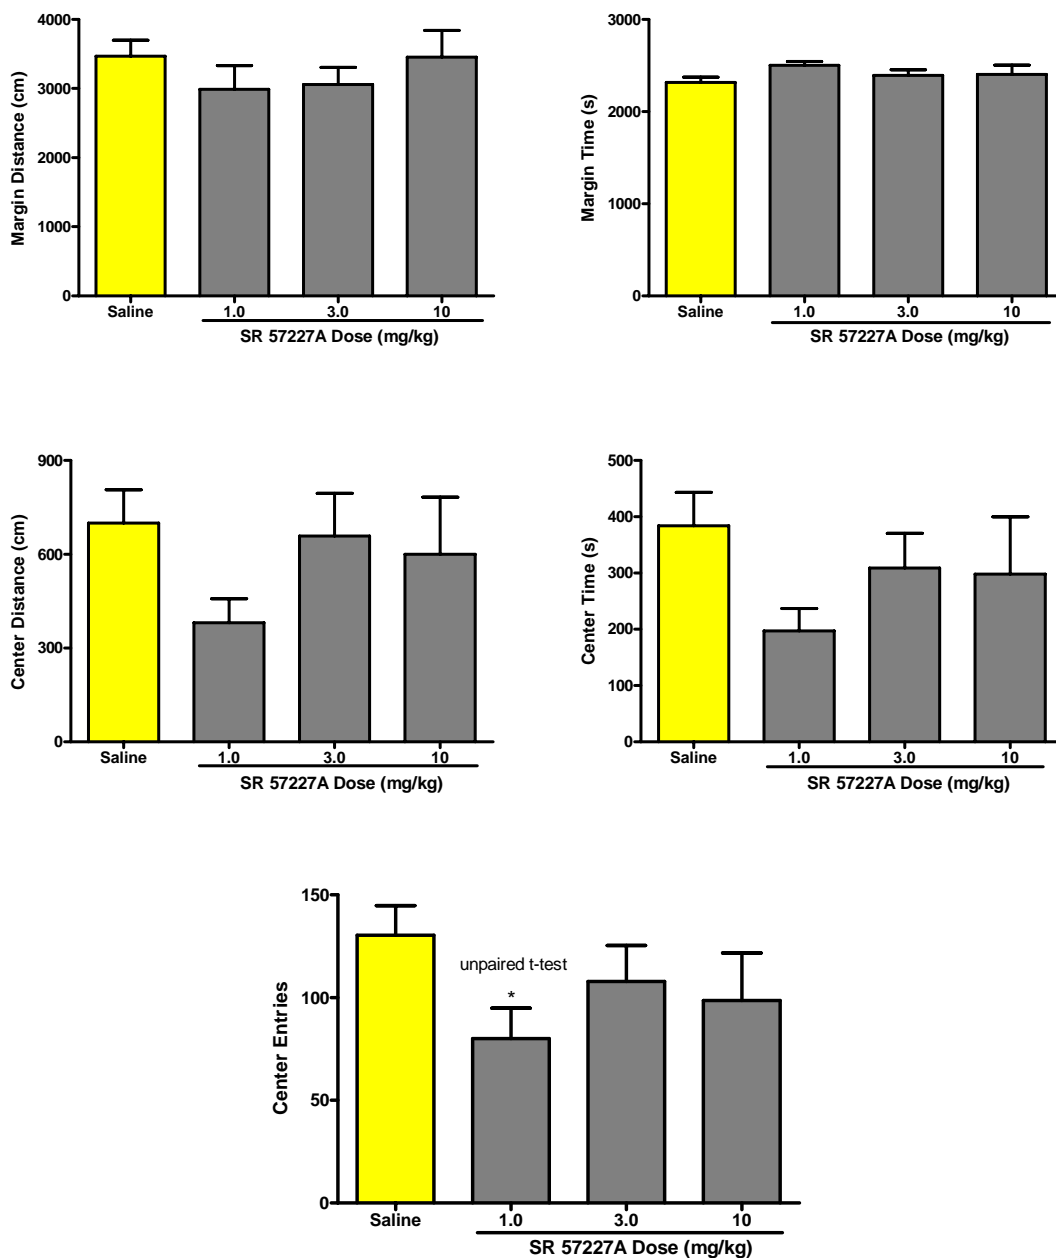 Margin Distance (cm)
4000
3000
2000
1000
0
Saline
1.0
3.0
10
SR 57227A Dose (mg/kg)
Margin Time (s)
3000
2000
1000
0
Saline
1.0
3.0
10
SR 57227A Dose (mg/kg)
Center Distance (cm)
900
600
300
0
Saline
1.0
3.0
10
SR 57227A Dose (mg/kg)
Center Time (s)
500
400
300
200
100
0
Saline
1.0
3.0
10
SR 57227A Dose (mg/kg)
Center Entries
150
100
50
0
unpaired t-test
*
Saline
1.0
3.0
10
SR 57227A Dose (mg/kg)